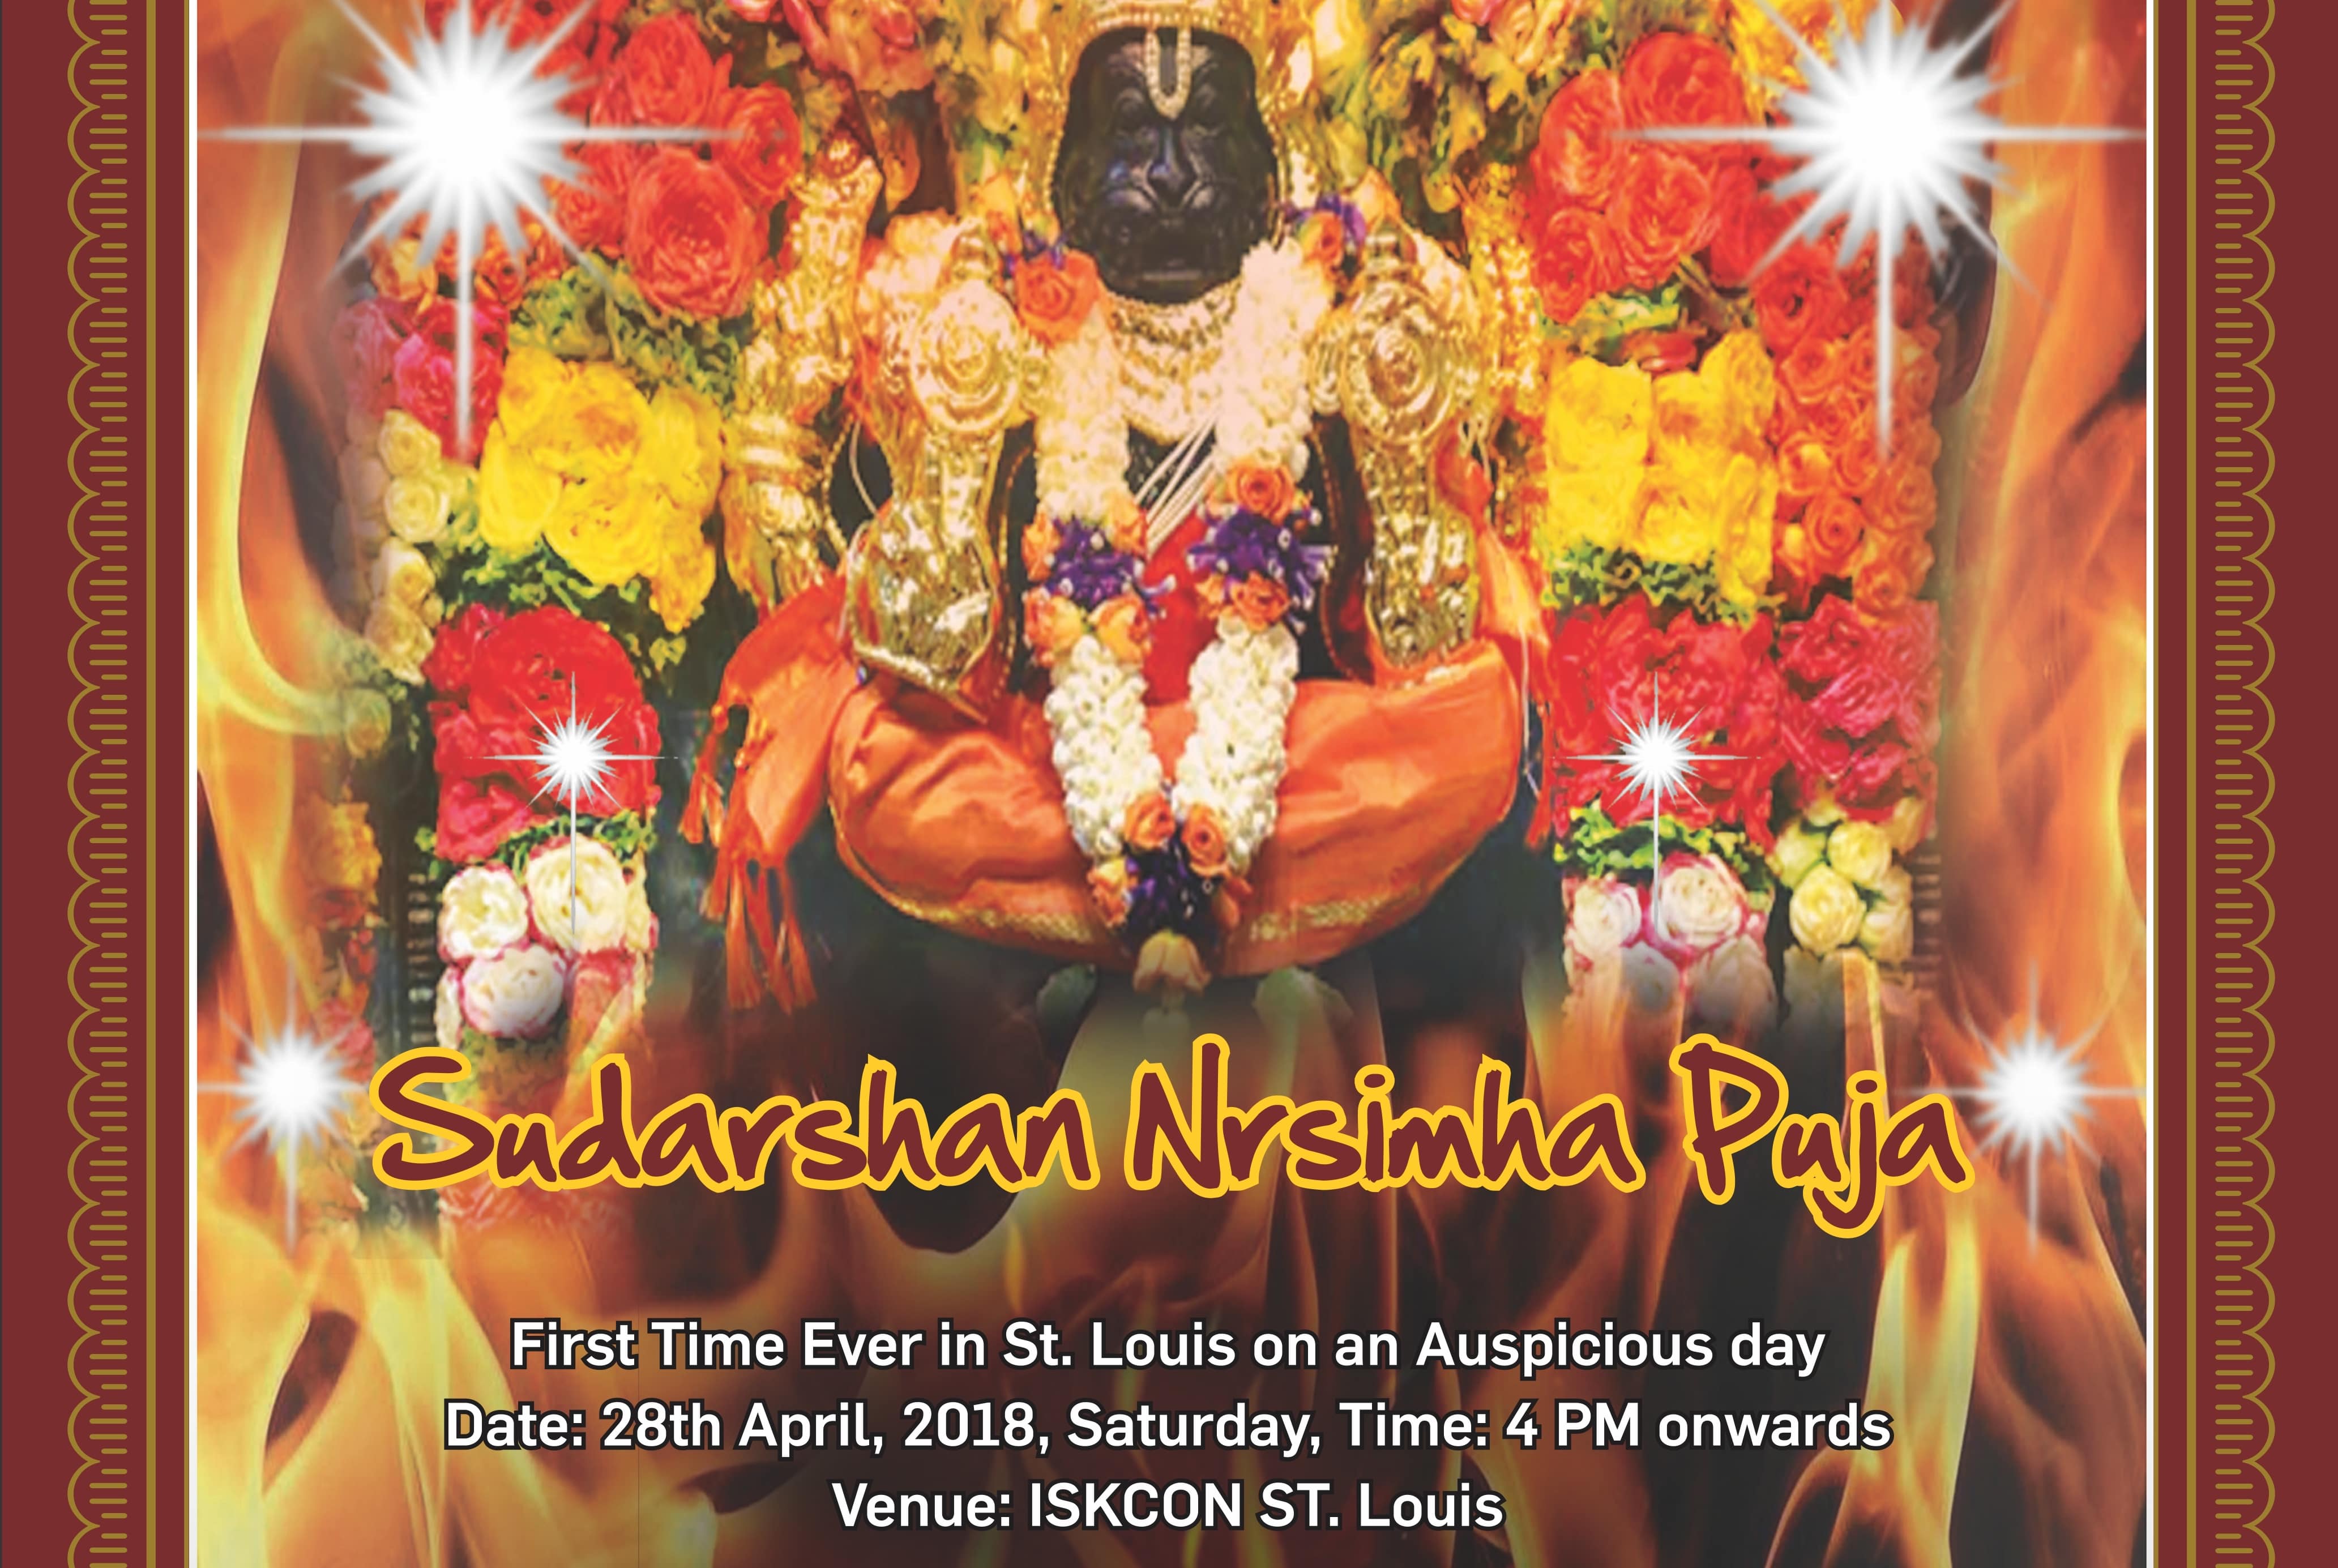 Sudarshan Nrsimha Puja
First Time Ever in St. Louis on an Auspicious day
Date: 28th April, 2018, Saturday, Time: 4 PM onwards
Venue: ISKCON ST. Louis